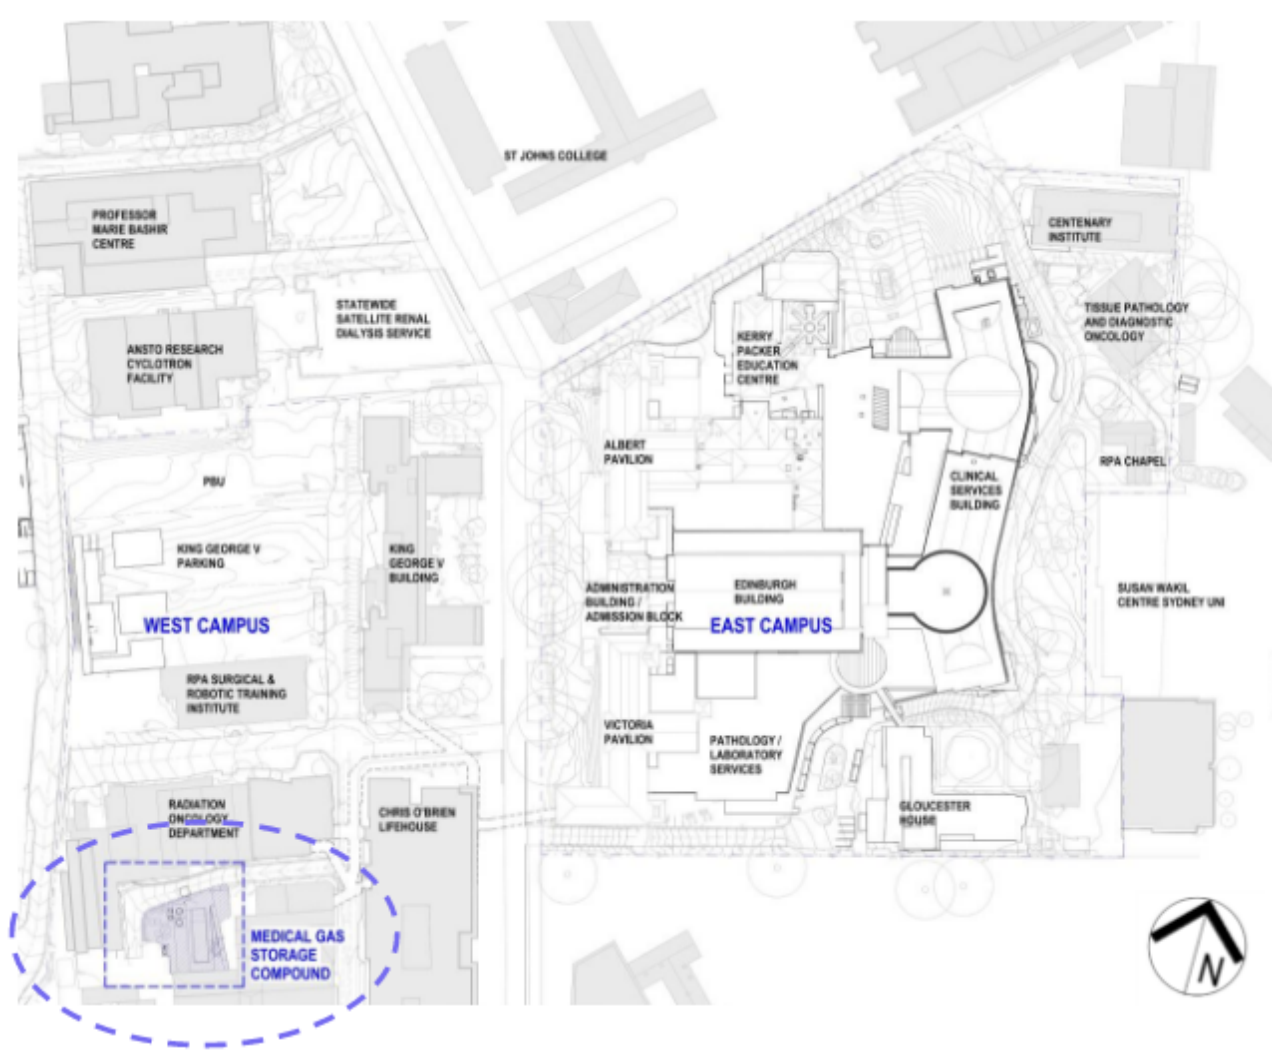 ST JOHNS COLLEGE
PROFESSOR
MARIE BASHIR
CENTRE
CENTENARY
INSTITUTE
STATEWIDE
SATELLITE RENAL
DIALYSIS SERVICE
TISSUE PATHOLOGY
AND DIAGNOSTIC
ONCOLOGY
ANSTO RESEARCH
CYCLOTRON
FACILITY
KERRY
PACKER
EDUCATION
CENTRE
ALBERT
PAVILION
RPA CHAPEL
PBU
CLINICAL
SERVICES
BUILDING
KING GEORGE V
PARKING
KING
GEORGE V
BUILDING
ADMINISTRATION
BUILDING /
ADMISSION BLOCK
EDINBURGH
BUILDING
SUSAN WAKIL
CENTRE SYDNEY UNI
WEST CAMPUS
EAST CAMPUS
RPA SURGICAL &
ROBOTIC TRAINING
INSTITUTE
VICTORIA
PAVILION
PATHOLOGY /
LABORATORY
SERVICES
RADIATION
ONCOLOGY
DEPARTMENT
CHRIS O'BRIEN
LIFEHOUSE
GLOUCESTER
HOUSE
MEDICAL GAS
STORAGE
COMPOUND
N